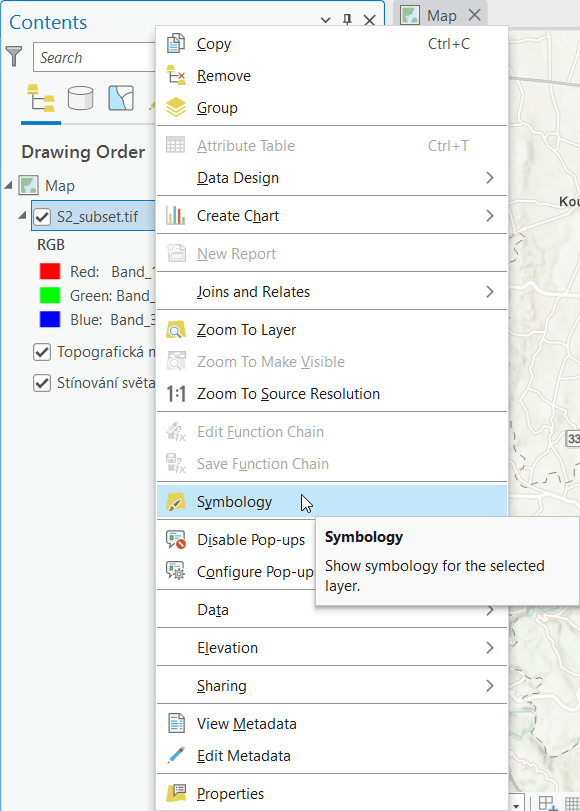 Contents
Map
Search
Drawing Order
Map
S2_subset.tif
RGB
Red: Band_
Green: Band_
Blue: Band_3
Topografická
Stínování světa
Copy Ctrl+C
Remove
Group
Attribute Table Ctrl+T
Data Design
Create Chart
New Report
Joins and Relates
Zoom To Layer
Zoom To Make Visible
1:1 Zoom To Source Resolution
Edit Function Chain
Save Function Chain
Symbology
Disable Pop-ups
Configure Pop-up
Data
Elevation
Sharing
View Metadata
Edit Metadata
Properties
Symbology
Show symbology for the selected
layer.
Kou
33